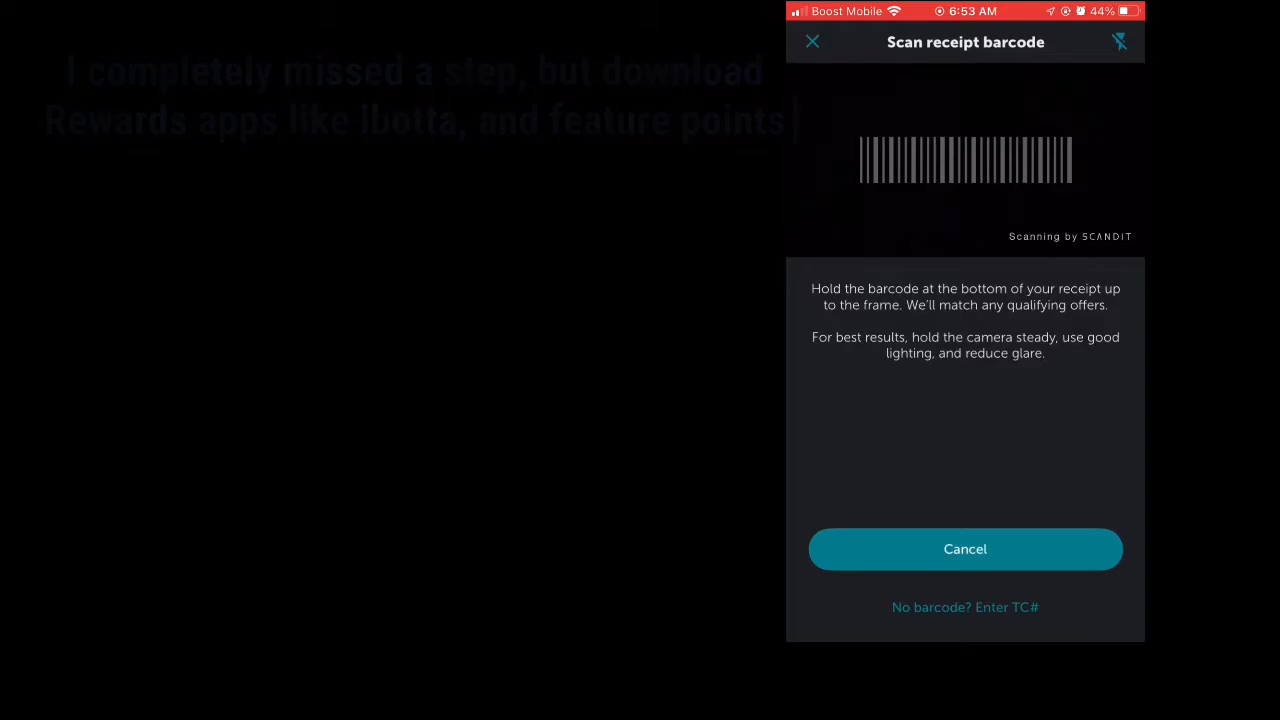 I completely missed a step, but download
Rewards apps like Ibotta, and feature points
Boost Mobile 6:53 AM 44%
Scan receipt barcode
Scanning by SCANDIT
Hold the barcode at the bottom of your receipt up
to the frame. We'll match any qualifying offers.
For best results, hold the camera steady, use good
lighting, and reduce glare.
Cancel
No barcode? Enter TC#